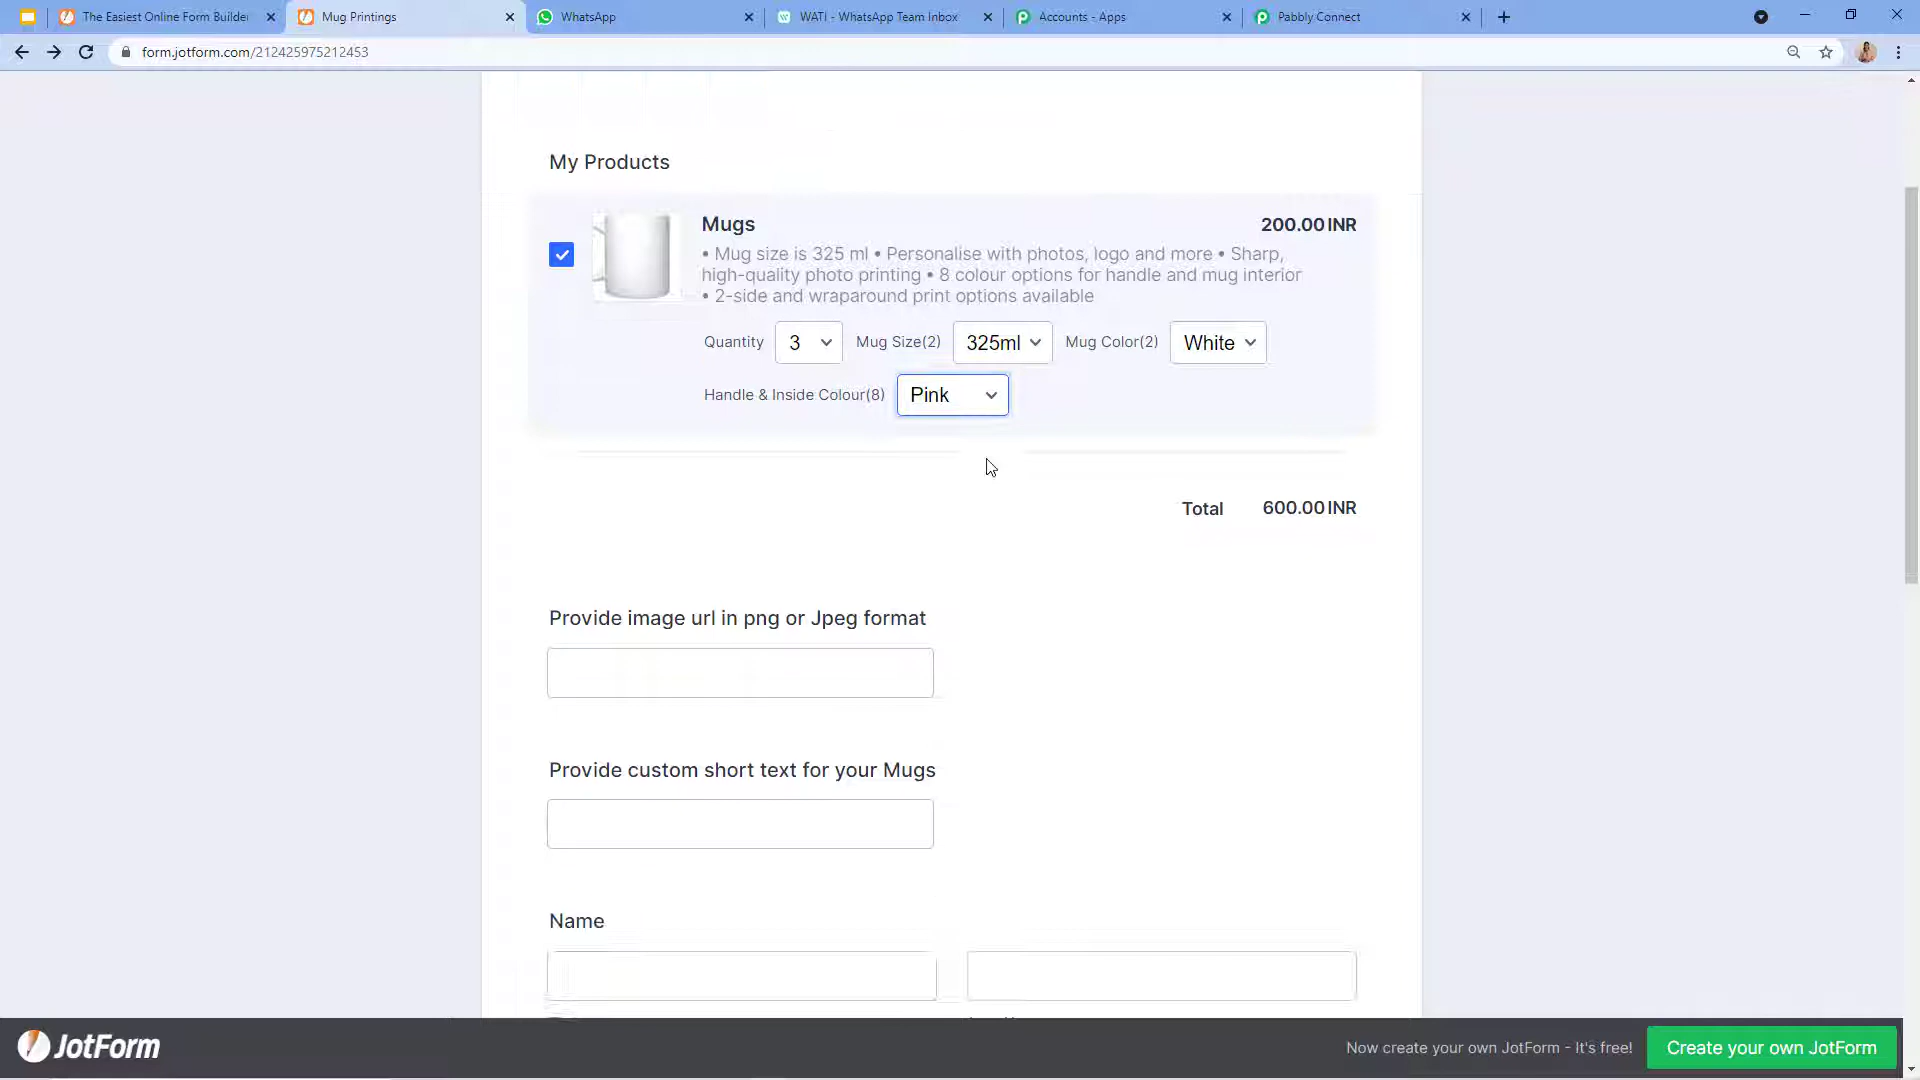 The Easiest Online Form Builder
Mug Printings
WhatsApp
WATI - WhatsApp Team Inbox
Accounts - Apps
Pabbly Connect
form.jotform.com/212425975212453
My Products
Mugs
200.00 INR
• Mug size is 325 ml • Personalise with photos, logo and more • Sharp,
high-quality photo printing • 8 colour options for handle and mug interior
• 2-side and wraparound print options available
Quantity 3 Mug Size(2) 325ml Mug Color(2) White
Handle & Inside Colour(8) Pink
Total 600.00 INR
Provide image url in png or Jpeg format
Provide custom short text for your Mugs
Name
JotForm
Now create your own JotForm - It's free!
Create your own JotForm